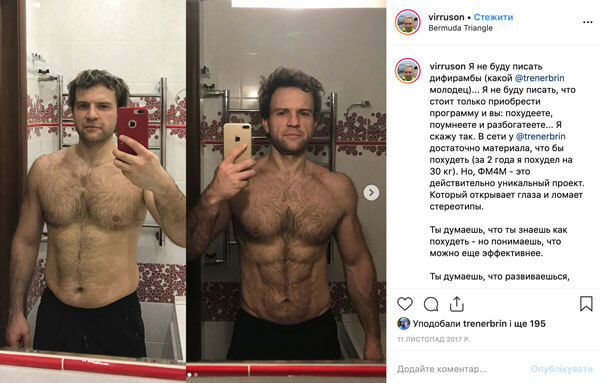 virruson • Стежити
Bermuda Triangle
virruson Я не буду писать
дифирамбы (какой @trenerbrin
молодец)... Я не буду писать, что
стоит только приобрести
программу и вы: похудеете,
поумнеете и разбогатеете... Я
скажу так. В сети у @trenerbrin
достаточно материала, что бы
похудеть (за 2 года я похудел на
30 кг). Но, ФМ4М - это
действительно уникальный проект.
Который открывает глаза и ломает
стереотипы.
Ты думаешь, что ты знаешь как
похудеть - но понимаешь, что
можно еще эффективнее.
Ты думаешь, что развиваешься,
Уподобали trenerbrin і ще 195
11 ЛИСТОПАД 2017 Р.
Додайте коментар...
Опублікувати